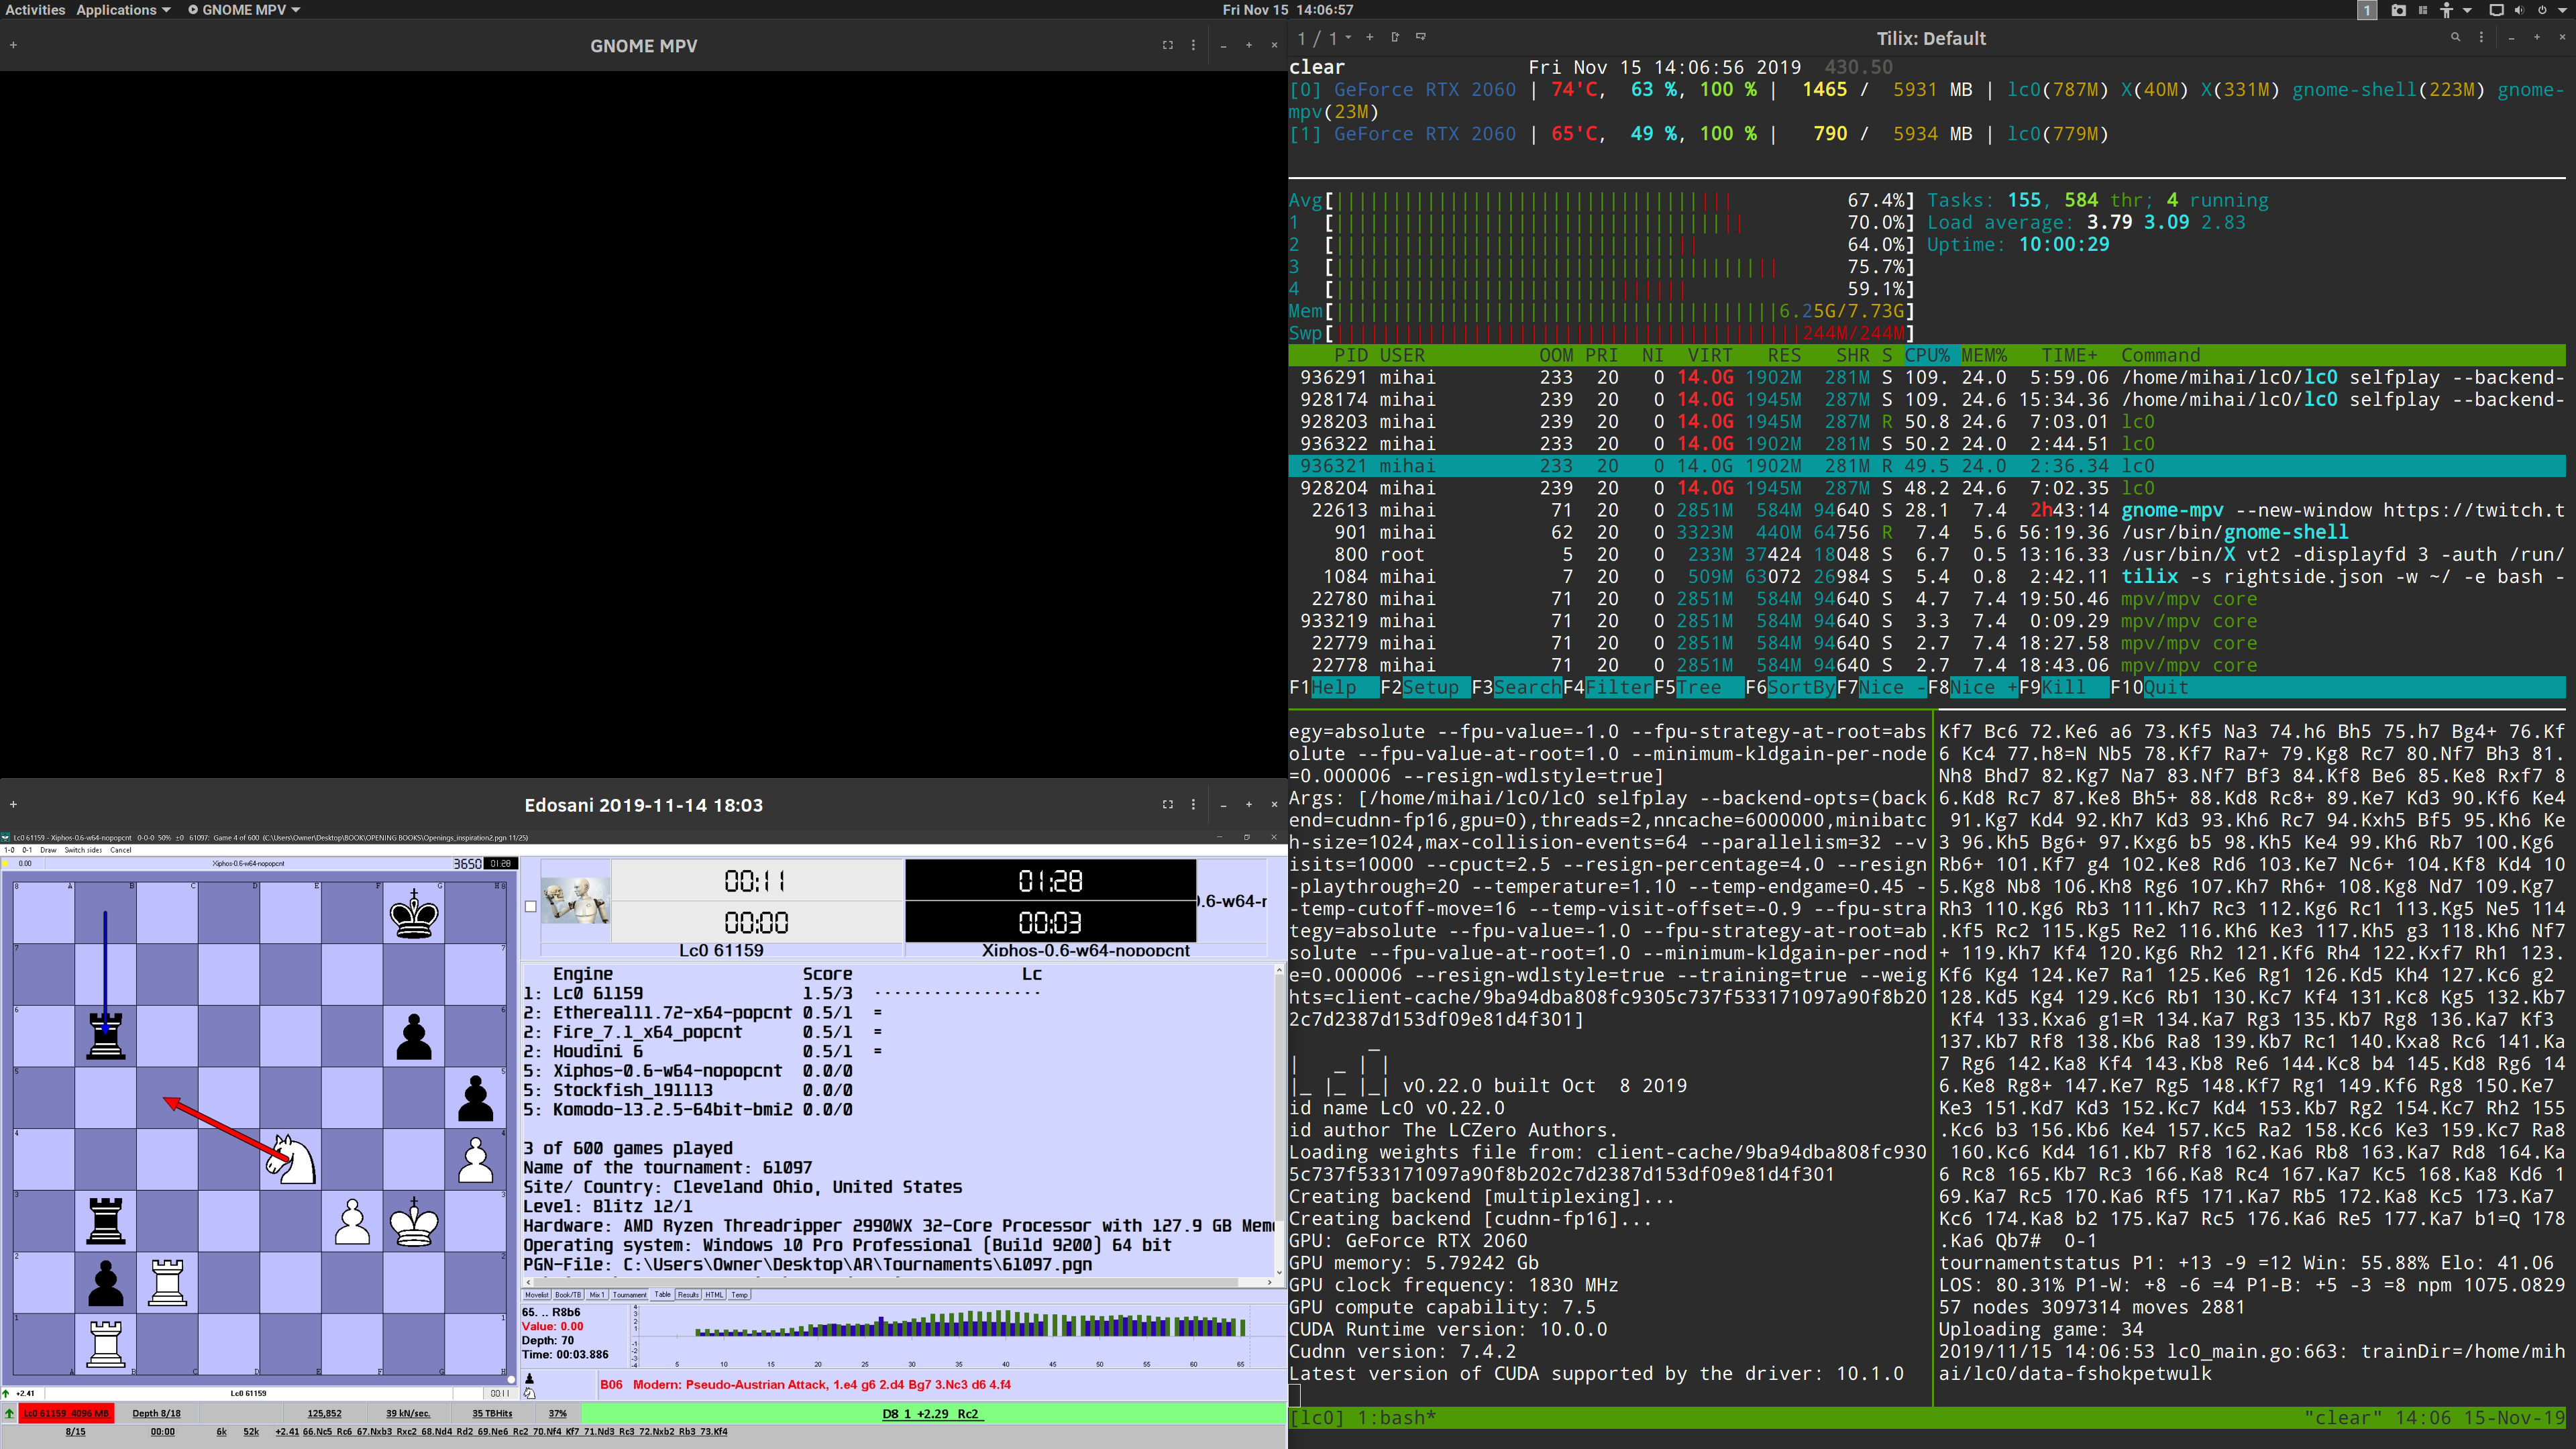 Activities Applications GNOME MPV
Fri Nov 15 14:06:57
1
GNOME MPV
1 / 1
Tilix: Default
clear Fri Nov 15 14:06:56 2019 430.50
[0] GeForce RTX 2060 | 74'C, 63 %, 100 % | 1465 / 5931 MB | lc0(787M) X(40M) X(331M) gnome-shell(223M) gnome-
mpv(23M)
[1] GeForce RTX 2060 | 65'C, 49 %, 100 % | 790 / 5934 MB | lc0(779M)
Avg[ 67.4%] Tasks: 155, 584 thr; 4 running
1 [ 70.0%] Load average: 3.79 3.09 2.83
2 [ 64.0%] Uptime: 10:00:29
3 [ 75.7%]
4 [ 59.1%]
Mem[ 6.25G/7.73G]
Swp[ 244M/244M]
PID USER OOM PRI NI VIRT RES SHR S CPU% MEM% TIME+ Command
936291 mihai 233 20 0 14.0G 1902M 281M S 109. 24.0 5:59.06 /home/mihai/lc0/lc0 selfplay --backend-
928174 mihai 239 20 0 14.0G 1945M 287M S 109. 24.6 15:34.36 /home/mihai/lc0/lc0 selfplay --backend-
928203 mihai 239 20 0 14.0G 1945M 287M R 50.8 24.6 7:03.01 lc0
936322 mihai 233 20 0 14.0G 1902M 281M S 50.2 24.0 2:44.51 lc0
936321 mihai 233 20 0 14.0G 1902M 281M R 49.5 24.0 2:36.34 lc0
928204 mihai 239 20 0 14.0G 1945M 287M S 48.2 24.6 7:02.35 lc0
22613 mihai 71 20 0 2851M 584M 94640 S 28.1 7.4 2h43:14 gnome-mpv --new-window https://twitch.t
901 mihai 62 20 0 3323M 440M 64756 R 7.4 5.6 56:19.36 /usr/bin/gnome-shell
800 root 5 20 0 233M 37424 18048 S 6.7 0.5 13:16.33 /usr/bin/X vt2 -displayfd 3 -auth /run/
1084 mihai 7 20 0 509M 63072 26984 S 5.4 0.8 2:42.11 tilix -s rightside.json -w ~/ -e bash -
22780 mihai 71 20 0 2851M 584M 94640 S 4.7 7.4 19:50.46 mpv/mpv core
933219 mihai 71 20 0 2851M 584M 94640 S 3.3 7.4 0:09.29 mpv/mpv core
22779 mihai 71 20 0 2851M 584M 94640 S 2.7 7.4 18:27.58 mpv/mpv core
22778 mihai 71 20 0 2851M 584M 94640 S 2.7 7.4 18:43.06 mpv/mpv core
F1Help F2Setup F3SearchF4FilterF5Tree F6SortByF7Nice -F8Nice +F9Kill F10Quit
egy=absolute --fpu-value=-1.0 --fpu-strategy-at-root=abs
olute --fpu-value-at-root=1.0 --minimum-kldgain-per-node
=0.000006 --resign-wdlstyle=true]
Args: [/home/mihai/lc0/lc0 selfplay --backend-opts=(back
end=cudnn-fp16,gpu=0),threads=2,nncache=6000000,minibatc
h-size=1024,max-collision-events=64 --parallelism=32 --v
isits=10000 --cpuct=2.5 --resign-percentage=4.0 --resign
-playthrough=20 --temperature=1.10 --temp-endgame=0.45 -
-temp-cutoff-move=16 --temp-visit-offset=-0.9 --fpu-stra
tegy=absolute --fpu-value=-1.0 --fpu-strategy-at-root=ab
solute --fpu-value-at-root=1.0 --minimum-kldgain-per-nod
e=0.000006 --resign-wdlstyle=true --training=true --weig
hts=client-cache/9ba94dba808fc9305c737f533171097a90f8b20
2c7d2387d153df09e81d4f301]
_
| _ | |
|_ |_ |_| v0.22.0 built Oct 8 2019
id name Lc0 v0.22.0
id author The LCZero Authors.
Loading weights file from: client-cache/9ba94dba808fc930
5c737f533171097a90f8b202c7d2387d153df09e81d4f301
Creating backend [multiplexing]...
Creating backend [cudnn-fp16]...
GPU: GeForce RTX 2060
GPU memory: 5.79242 Gb
GPU clock frequency: 1830 MHz
GPU compute capability: 7.5
CUDA Runtime version: 10.0.0
Cudnn version: 7.4.2
Latest version of CUDA supported by the driver: 10.1.0
Kf7 Bc6 72.Ke6 a6 73.Kf5 Na3 74.h6 Bh5 75.h7 Bg4+ 76.Kf
6 Kc4 77.h8=N Nb5 78.Kf7 Ra7+ 79.Kg8 Rc7 80.Nf7 Bh3 81.
Nh8 Bhd7 82.Kg7 Na7 83.Nf7 Bf3 84.Kf8 Be6 85.Ke8 Rxf7 8
6.Kd8 Rc7 87.Ke8 Bh5+ 88.Kd8 Rc8+ 89.Ke7 Kd3 90.Kf6 Ke4
91.Kg7 Kd4 92.Kh7 Kd3 93.Kh6 Rc7 94.Kxh5 Bf5 95.Kh6 Ke
3 96.Kh5 Bg6+ 97.Kxg6 b5 98.Kh5 Ke4 99.Kh6 Rb7 100.Kg6
Rb6+ 101.Kf7 g4 102.Ke8 Rd6 103.Ke7 Nc6+ 104.Kf8 Kd4 10
5.Kg8 Nb8 106.Kh8 Rg6 107.Kh7 Rh6+ 108.Kg8 Nd7 109.Kg7
Rh3 110.Kg6 Rb3 111.Kh7 Rc3 112.Kg6 Rc1 113.Kg5 Ne5 114
.Kf5 Rc2 115.Kg5 Re2 116.Kh6 Ke3 117.Kh5 g3 118.Kh6 Nf7
+ 119.Kh7 Kf4 120.Kg6 Rh2 121.Kf6 Rh4 122.Kxf7 Rh1 123.
Kf6 Kg4 124.Ke7 Ra1 125.Ke6 Rg1 126.Kd5 Kh4 127.Kc6 g2
128.Kd5 Kg4 129.Kc6 Rb1 130.Kc7 Kf4 131.Kc8 Kg5 132.Kb7
Kf4 133.Kxa6 g1=R 134.Ka7 Rg3 135.Kb7 Rg8 136.Ka7 Kf3
137.Kb7 Rf8 138.Kb6 Ra8 139.Kb7 Rc1 140.Kxa8 Rc6 141.Ka
7 Rg6 142.Ka8 Kf4 143.Kb8 Re6 144.Kc8 b4 145.Kd8 Rg6 14
6.Ke8 Rg8+ 147.Ke7 Rg5 148.Kf7 Rg1 149.Kf6 Rg8 150.Ke7
Ke3 151.Kd7 Kd3 152.Kc7 Kd4 153.Kb7 Rg2 154.Kc7 Rh2 155
.Kc6 b3 156.Kb6 Ke4 157.Kc5 Ra2 158.Kc6 Ke3 159.Kc7 Ra8
160.Kc6 Kd4 161.Kb7 Rf8 162.Ka6 Rb8 163.Ka7 Rd8 164.Ka
6 Rc8 165.Kb7 Rc3 166.Ka8 Rc4 167.Ka7 Kc5 168.Ka8 Kd6 1
69.Ka7 Rc5 170.Ka6 Rf5 171.Ka7 Rb5 172.Ka8 Kc5 173.Ka7
Kc6 174.Ka8 b2 175.Ka7 Rc5 176.Ka6 Re5 177.Ka7 b1=Q 178
.Ka6 Qb7# 0-1
tournamentstatus P1: +13 -9 =12 Win: 55.88% Elo: 41.06
LOS: 80.31% P1-W: +8 -6 =4 P1-B: +5 -3 =8 npm 1075.0829
57 nodes 3097314 moves 2881
Uploading game: 34
2019/11/15 14:06:53 lc0_main.go:663: trainDir=/home/mih
ai/lc0/data-fshokpetwulk
[lc0] 1:bash* "clear" 14:06 15-Nov-19
Edosani 2019-11-14 18:03
Lc0 61159 - Xiphos-0.6-w64-nopopcnt 0-0-0 50% ±0 61097: Game 4 of 600 (C:\Users\Owner\Desktop\BOOK\OPENING BOOKS\Openings_inspiration2.pgn 11/25)
1-0 0-1 Draw Switch sides Cancel
0.00 Xiphos-0.6-w64-nopopcnt 3650 01:28
00:11 01:28
00:00 00:03
).6-w64-r
Lc0 61159 Xiphos-0.6-w64-nopopcnt
Engine Score Lc
1: Lc0 61159 1.5/3 ··················
2: Ethereal11.72-x64-popcnt 0.5/1 =
2: Fire_7.1_x64_popcnt 0.5/1 =
2: Houdini 6 0.5/1 =
5: Xiphos-0.6-w64-nopopcnt 0.0/0
5: Stockfish_191113 0.0/0
5: Komodo-13.2.5-64bit-bmi2 0.0/0
3 of 600 games played
Name of the tournament: 61097
Site/ Country: Cleveland Ohio, United States
Level: Blitz 12/1
Hardware: AMD Ryzen Threadripper 2990WX 32-Core Processor with 127.9 GB Mem
Operating system: Windows 10 Pro Professional (Build 9200) 64 bit
PGN-File: C:\Users\Owner\Desktop\AR\Tournaments\61097.pgn
Movelist Book/TB Mix 1 Tournament Table Results HTML Temp
65. .. R8b6
Value: 0.00
Depth: 70
Time: 00:03.886
5 10 15 20 25 30 35 40 45 50 55 60 65
B06 Modern: Pseudo-Austrian Attack, 1.e4 g6 2.d4 Bg7 3.Nc3 d6 4.f4
+2.41 Lc0 61159 00:11
Lc0 61159 4096 MB Depth 8/18 125,852 39 kN/sec. 35 TBHits 37% D8 1 +2.29 Rc2
8/15 00:00 6k 52k +2.41 66.Nc5 Rc6 67.Nxb3 Rxc2 68.Nd4 Rd2 69.Ne6 Rc2 70.Nf4 Kf7 71.Nd3 Rc3 72.Nxb2 Rb3 73.Kf4